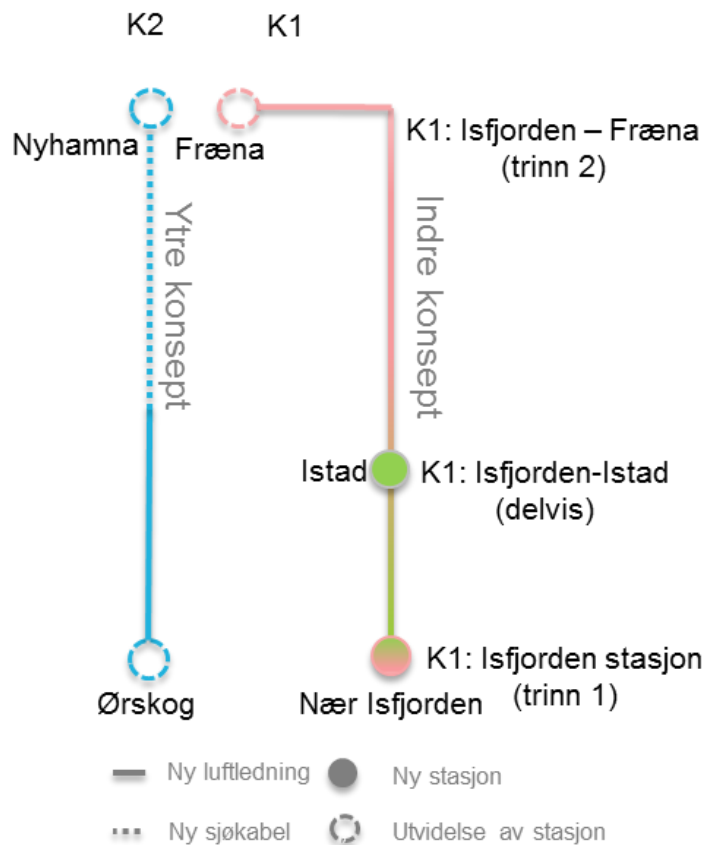 K2
K1
Nyhamna
Fræna
K1: Isfjorden – Fræna
(trinn 2)
Ytre konsept
Indre konsept
Istad
K1: Isfjorden-Istad
(delvis)
K1: Isfjorden stasjon
(trinn 1)
Ørskog
Nær Isfjorden
Ny luftledning
Ny stasjon
Ny sjøkabel
Utvidelse av stasjon